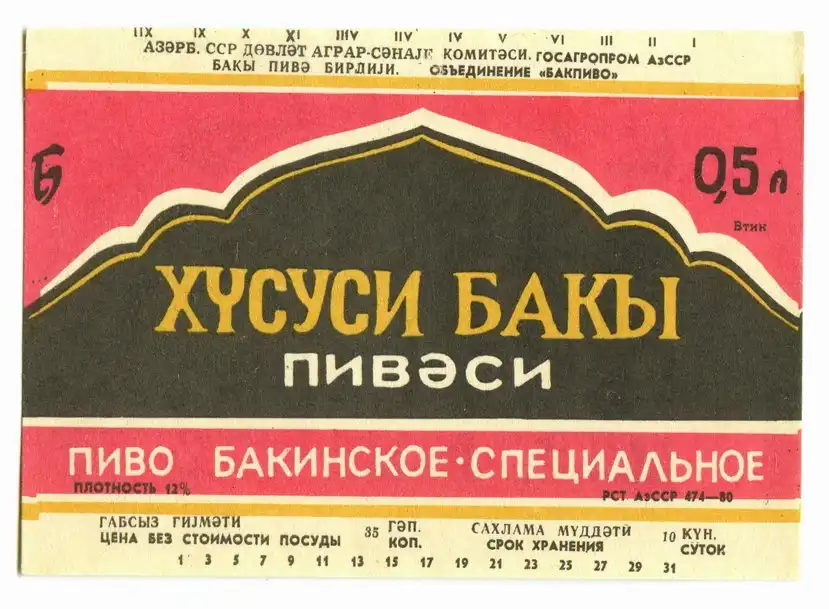 IIX IX X XI IIIV IIV IV V VI III II I
АЗӘРБ. ССР ДӨВЛӘТ АГРАР-СӘНАЈЕ КОМИТӘСИ. ГОСАГРОПРОМ АзССР
БАКЫ ПИВӘ БИРЛИЈИ. ОБЪЕДИНЕНИЕ «БАКПИВО»
Б
0,5 л
Втик
ХҮСУСИ БАКЫ
ПИВӘСИ
ПИВО БАКИНСКОЕ·СПЕЦИАЛЬНОЕ
ПЛОТНОСТЬ 12%
РСТ АзССР 474—80
ГАБСЫЗ ГИЈМӘТИ 35 ГӘП. САХЛАМА МҮДДӘТИ 10 КҮН.
ЦЕНА БЕЗ СТОИМОСТИ ПОСУДЫ КОП. СРОК ХРАНЕНИЯ СУТОК
1 3 5 7 9 11 13 15 17 19 21 23 25 27 29 31